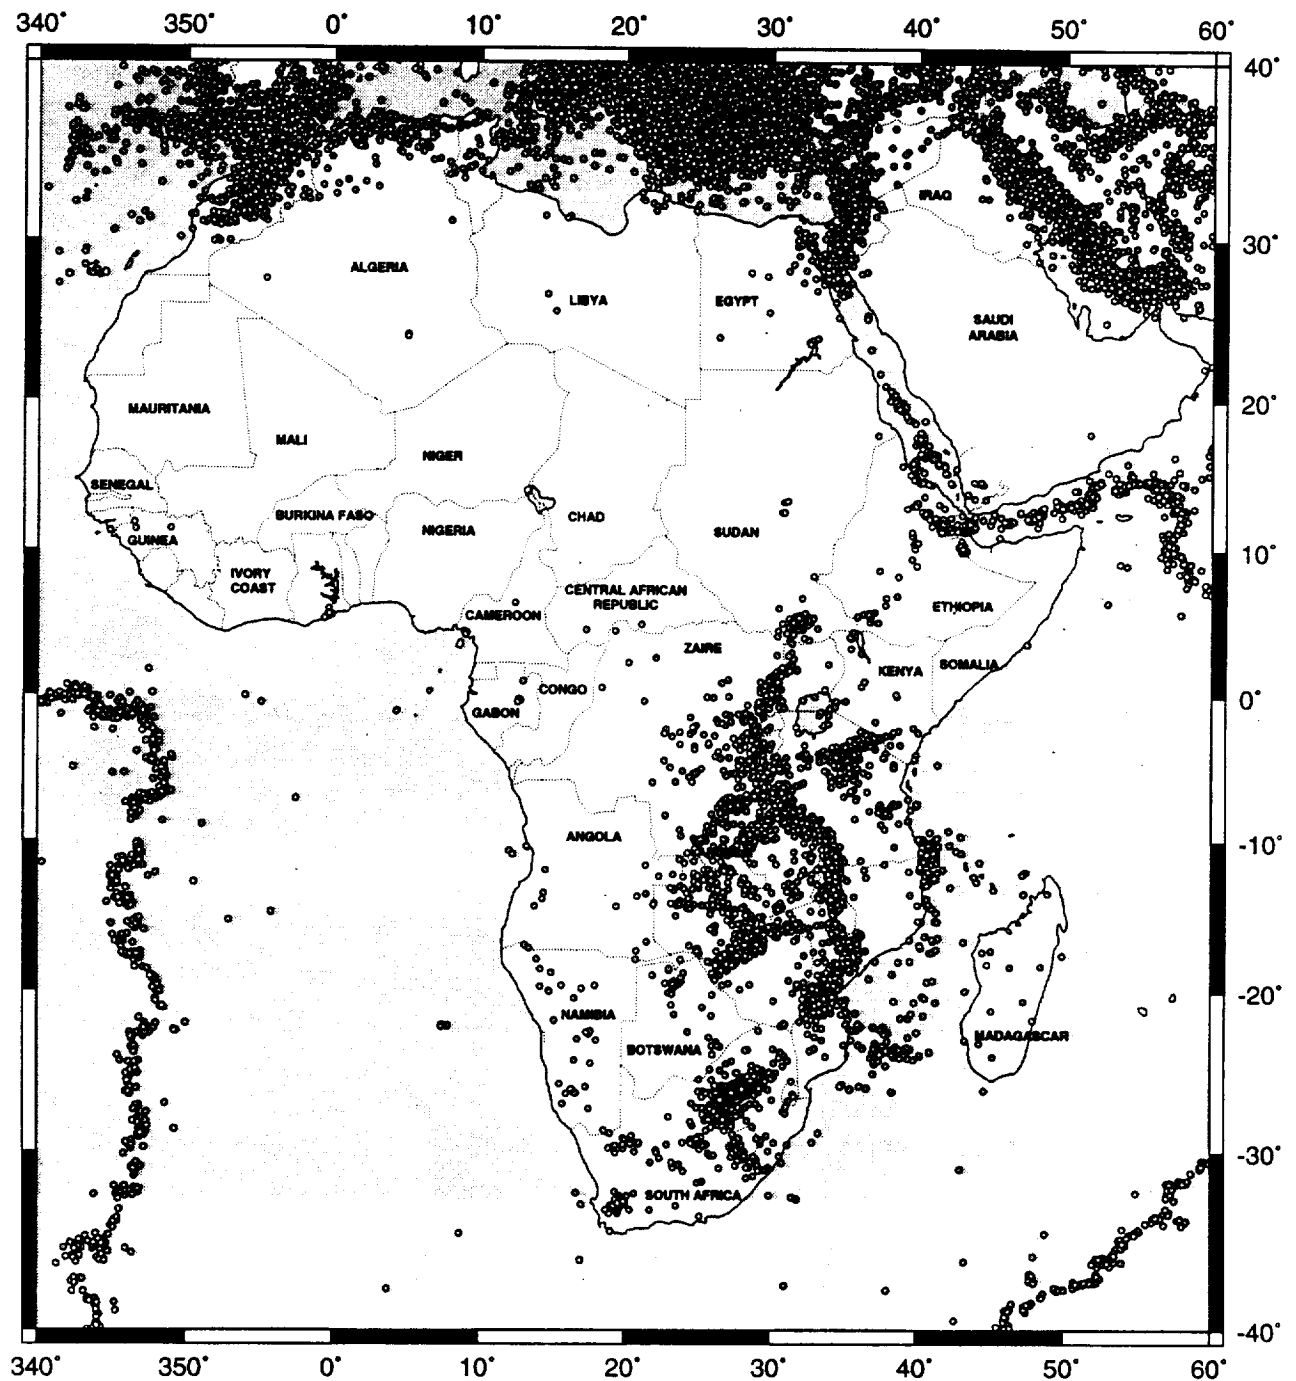 340° 350° 0° 10° 20° 30° 40° 50° 60°
40°
IRAQ
30°
ALGERIA
LIBYA
EGYPT
SAUDI
ARABIA
20°
MAURITANIA
MALI
NIGER
SENEGAL
BURKINA FASO
CHAD
NIGERIA
SUDAN
GUINEA
10°
IVORY
COAST
CENTRAL AFRICAN
REPUBLIC
ETHIOPIA
CAMEROON
ZAIRE
KENYA
SOMALIA
CONGO
0°
GABON
ANGOLA
-10°
-20°
NAMIBIA
MADAGASCAR
BOTSWANA
-30°
SOUTH AFRICA
-40°
340° 350° 0° 10° 20° 30° 40° 50° 60°